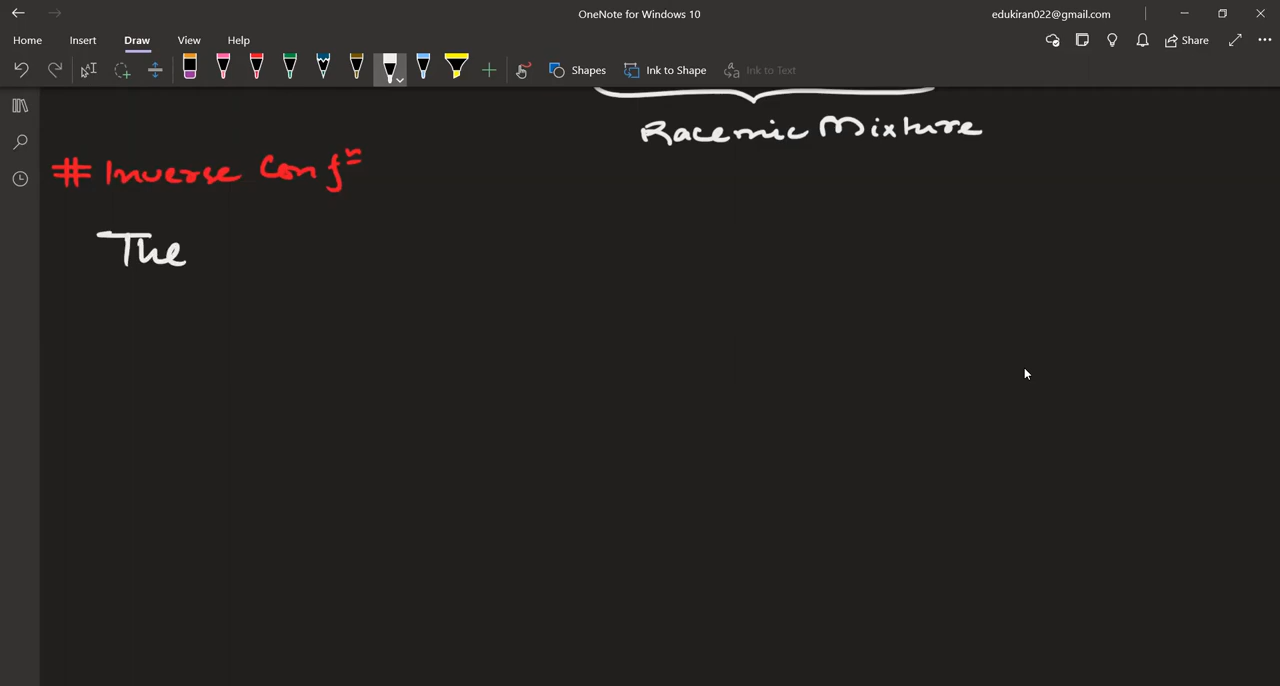 OneNote for Windows 10
edukiran022@gmail.com
Home Insert Draw View Help
Share
Shapes Ink to Shape Ink to Text
Racemic Mixture
# Inverse Confⁿ
The